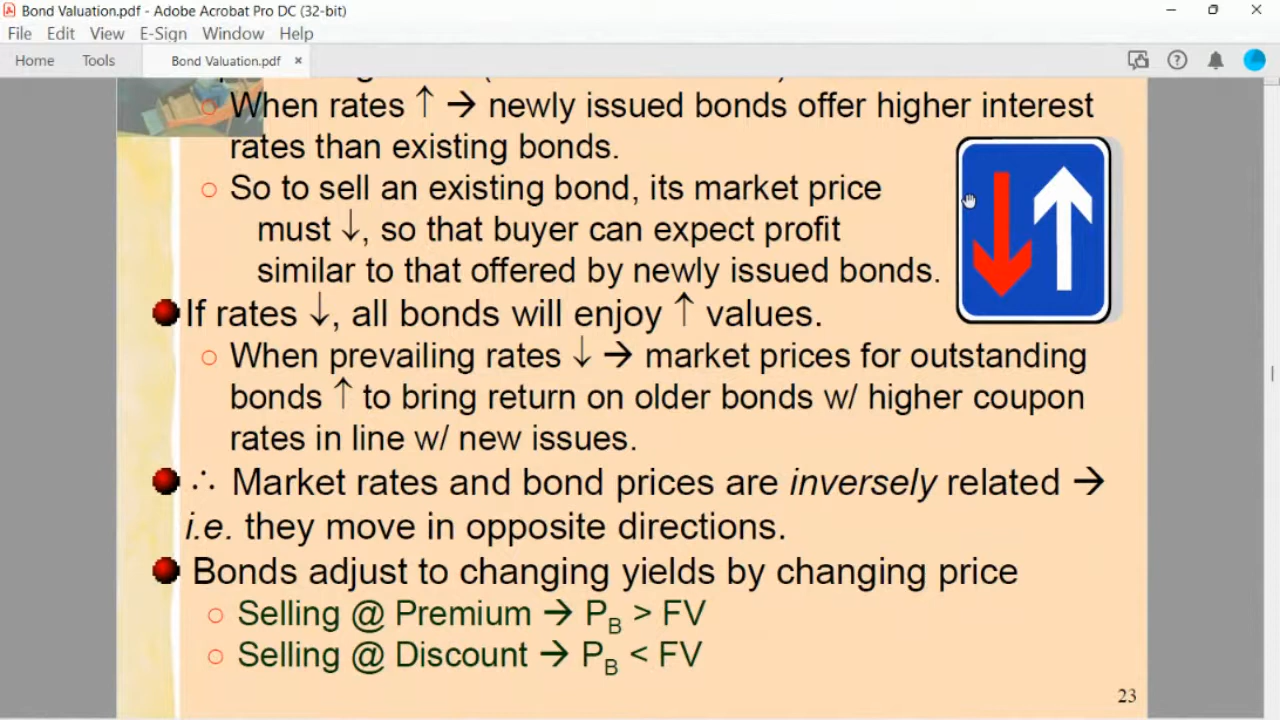 Bond Valuation.pdf - Adobe Acrobat Pro DC (32-bit)
File Edit View E-Sign Window Help
Home Tools Bond Valuation.pdf ×
○ When rates ↑ → newly issued bonds offer higher interest
rates than existing bonds.
○ So to sell an existing bond, its market price
must ↓, so that buyer can expect profit
similar to that offered by newly issued bonds.
If rates ↓, all bonds will enjoy ↑ values.
○ When prevailing rates ↓ → market prices for outstanding
bonds ↑ to bring return on older bonds w/ higher coupon
rates in line w/ new issues.
∴ Market rates and bond prices are inversely related →
i.e. they move in opposite directions.
Bonds adjust to changing yields by changing price
○ Selling @ Premium → P_B > FV
○ Selling @ Discount → P_B < FV
23